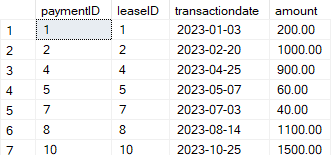 paymentID leaseID transactiondate amount
1 1 1 2023-01-03 200.00
2 2 2 2023-02-20 1000.00
3 4 4 2023-04-25 900.00
4 5 5 2023-05-07 60.00
5 7 7 2023-07-03 40.00
6 8 8 2023-08-14 1100.00
7 10 10 2023-10-25 1500.00